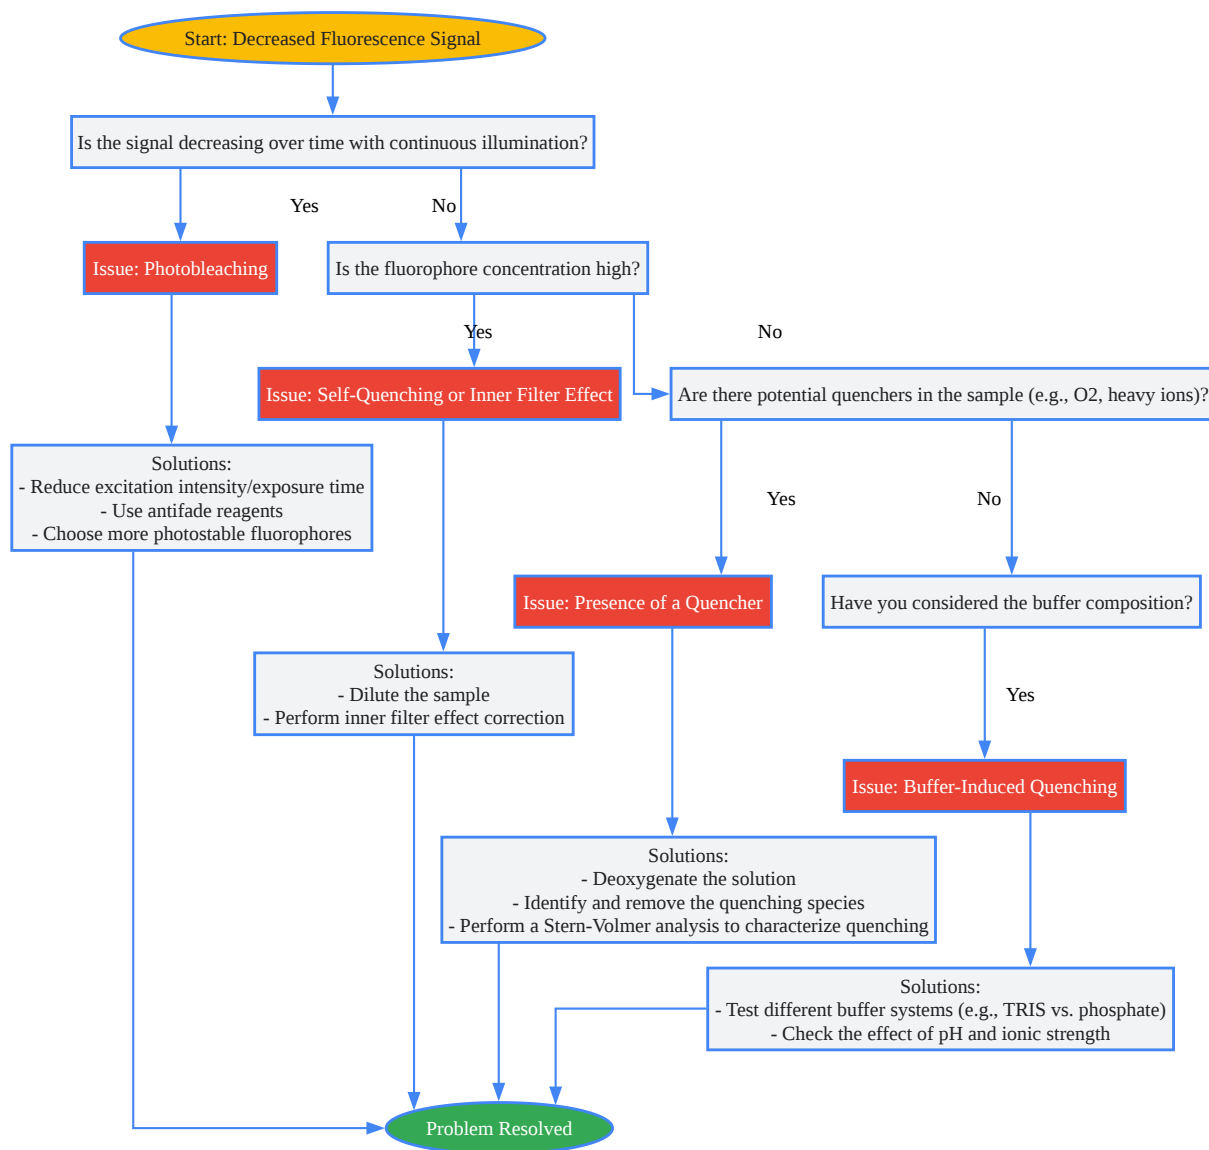 Start: Decreased Fluorescence Signal
Is the signal decreasing over time with continuous illumination?
Yes
No
Issue: Photobleaching
Is the fluorophore concentration high?
Yes
No
Issue: Self-Quenching or Inner Filter Effect
Are there potential quenchers in the sample (e.g., O2, heavy ions)?
Solutions:
- Reduce excitation intensity/exposure time
- Use antifade reagents
- Choose more photostable fluorophores
Yes
No
Issue: Presence of a Quencher
Have you considered the buffer composition?
Solutions:
- Dilute the sample
- Perform inner filter effect correction
Yes
Issue: Buffer-Induced Quenching
Solutions:
- Deoxygenate the solution
- Identify and remove the quenching species
- Perform a Stern-Volmer analysis to characterize quenching
Solutions:
- Test different buffer systems (e.g., TRIS vs. phosphate)
- Check the effect of pH and ionic strength
Problem Resolved